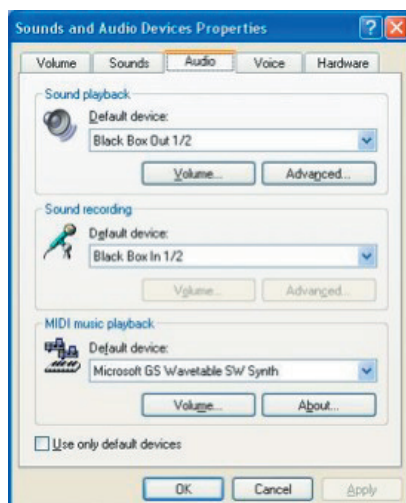 Sounds and Audio Devices Properties
Volume Sounds Audio Voice Hardware
Sound playback
Default device:
Black Box Out 1/2
Volume... Advanced...
Sound recording
Default device:
Black Box In 1/2
Volume... Advanced...
MIDI music playback
Default device:
Microsoft GS Wavetable SW Synth
Volume... About...
Use only default devices
OK Cancel Apply